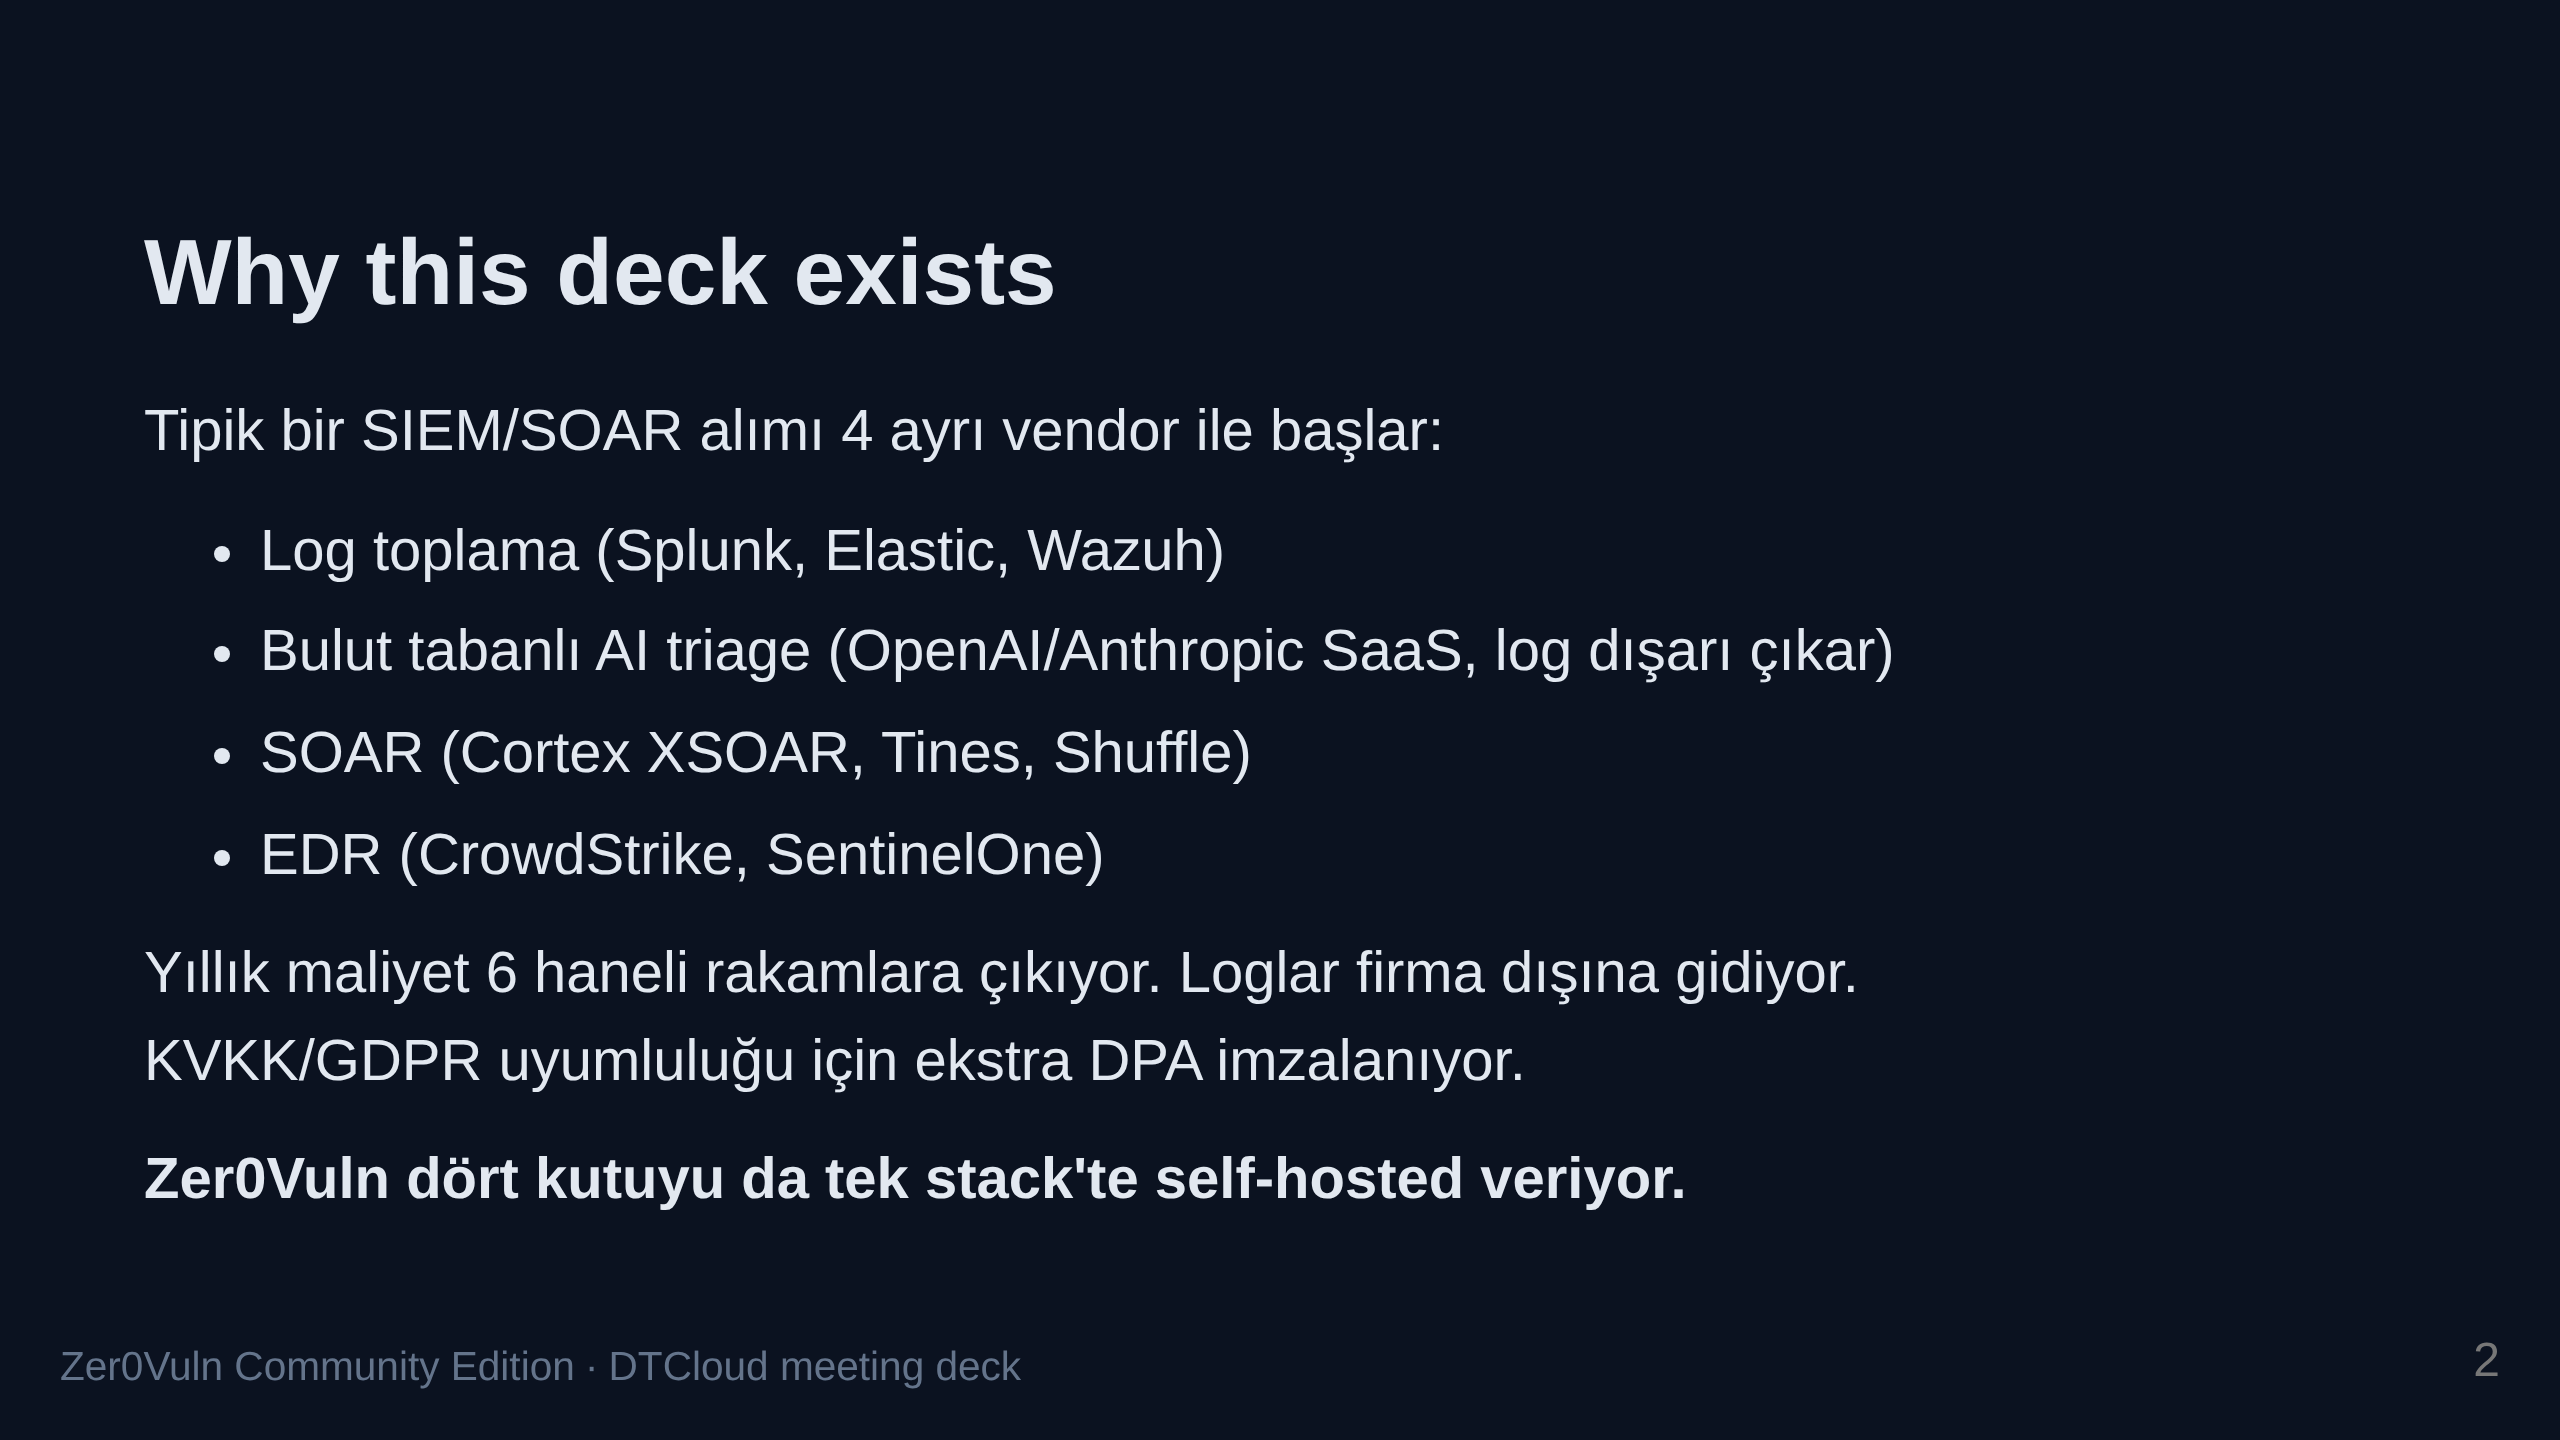 Why this deck exists
Tipik bir SIEM/SOAR alımı 4 ayrı vendor ile başlar:
• Log toplama (Splunk, Elastic, Wazuh)
• Bulut tabanlı AI triage (OpenAI/Anthropic SaaS, log dışarı çıkar)
• SOAR (Cortex XSOAR, Tines, Shuffle)
• EDR (CrowdStrike, SentinelOne)
Yıllık maliyet 6 haneli rakamlara çıkıyor. Loglar firma dışına gidiyor.
KVKK/GDPR uyumluluğu için ekstra DPA imzalanıyor.
Zer0Vuln dört kutuyu da tek stack'te self-hosted veriyor.
Zer0Vuln Community Edition · DTCloud meeting deck
2